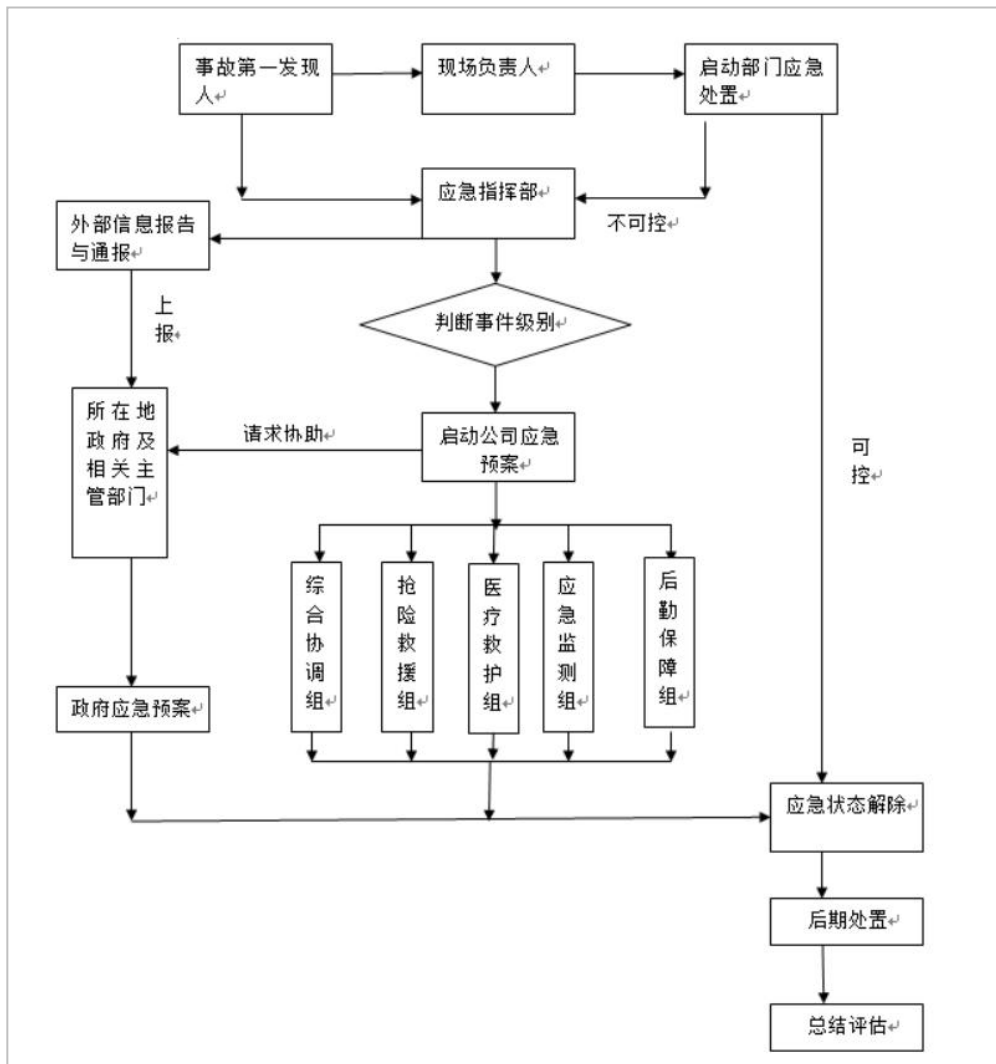 事故第一发现
人
现场负责人
启动部门应急
处置
应急指挥部
不可控
外部信息报告
与通报
上
报
判断事件级别
所在地
政府及
相关主
管部门
请求协助
启动公司应急
预案
可
控
综
合
协
调
组
抢
险
救
援
组
医
疗
救
护
组
应
急
监
测
组
后
勤
保
障
组
政府应急预案
应急状态解除
后期处置
总结评估